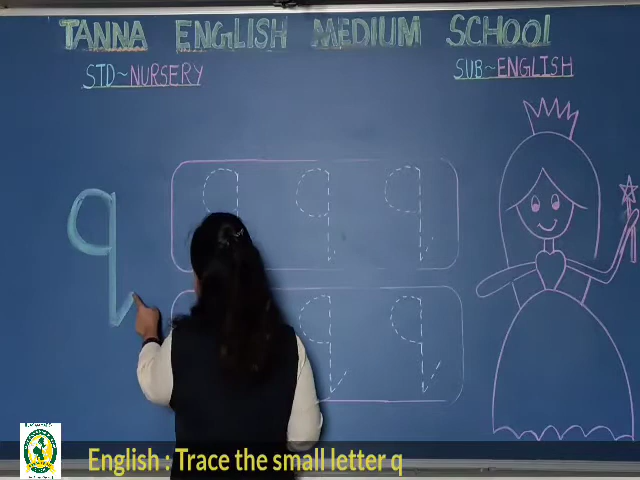 TANNA ENGLISH MEDIUM SCHOOL
STD~NURSERY
SUB~ENGLISH
q
q q q
q q
English : Trace the small letter q